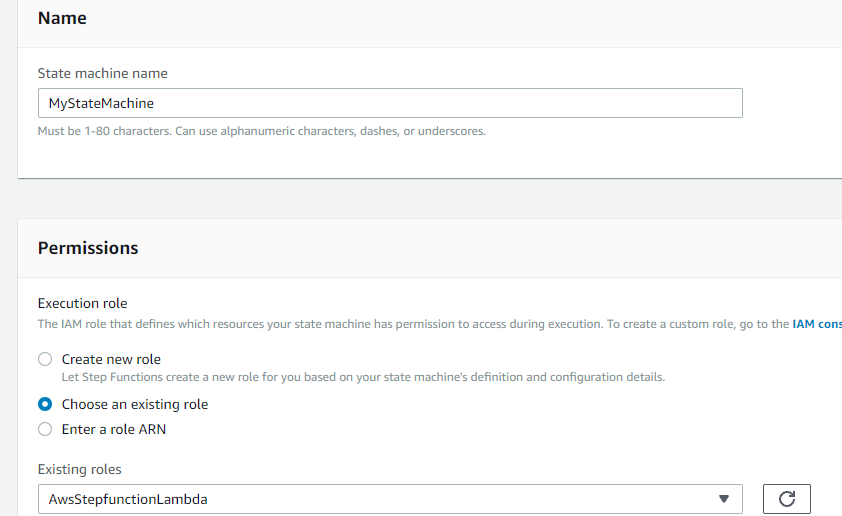 Name
State machine name
MyStateMachine
Must be 1-80 characters. Can use alphanumeric characters, dashes, or underscores.
Permissions
Execution role
The IAM role that defines which resources your state machine has permission to access during execution. To create a custom role, go to the IAM cons
Create new role
Let Step Functions create a new role for you based on your state machine's definition and configuration details.
Choose an existing role
Enter a role ARN
Existing roles
AwsStepfunctionLambda